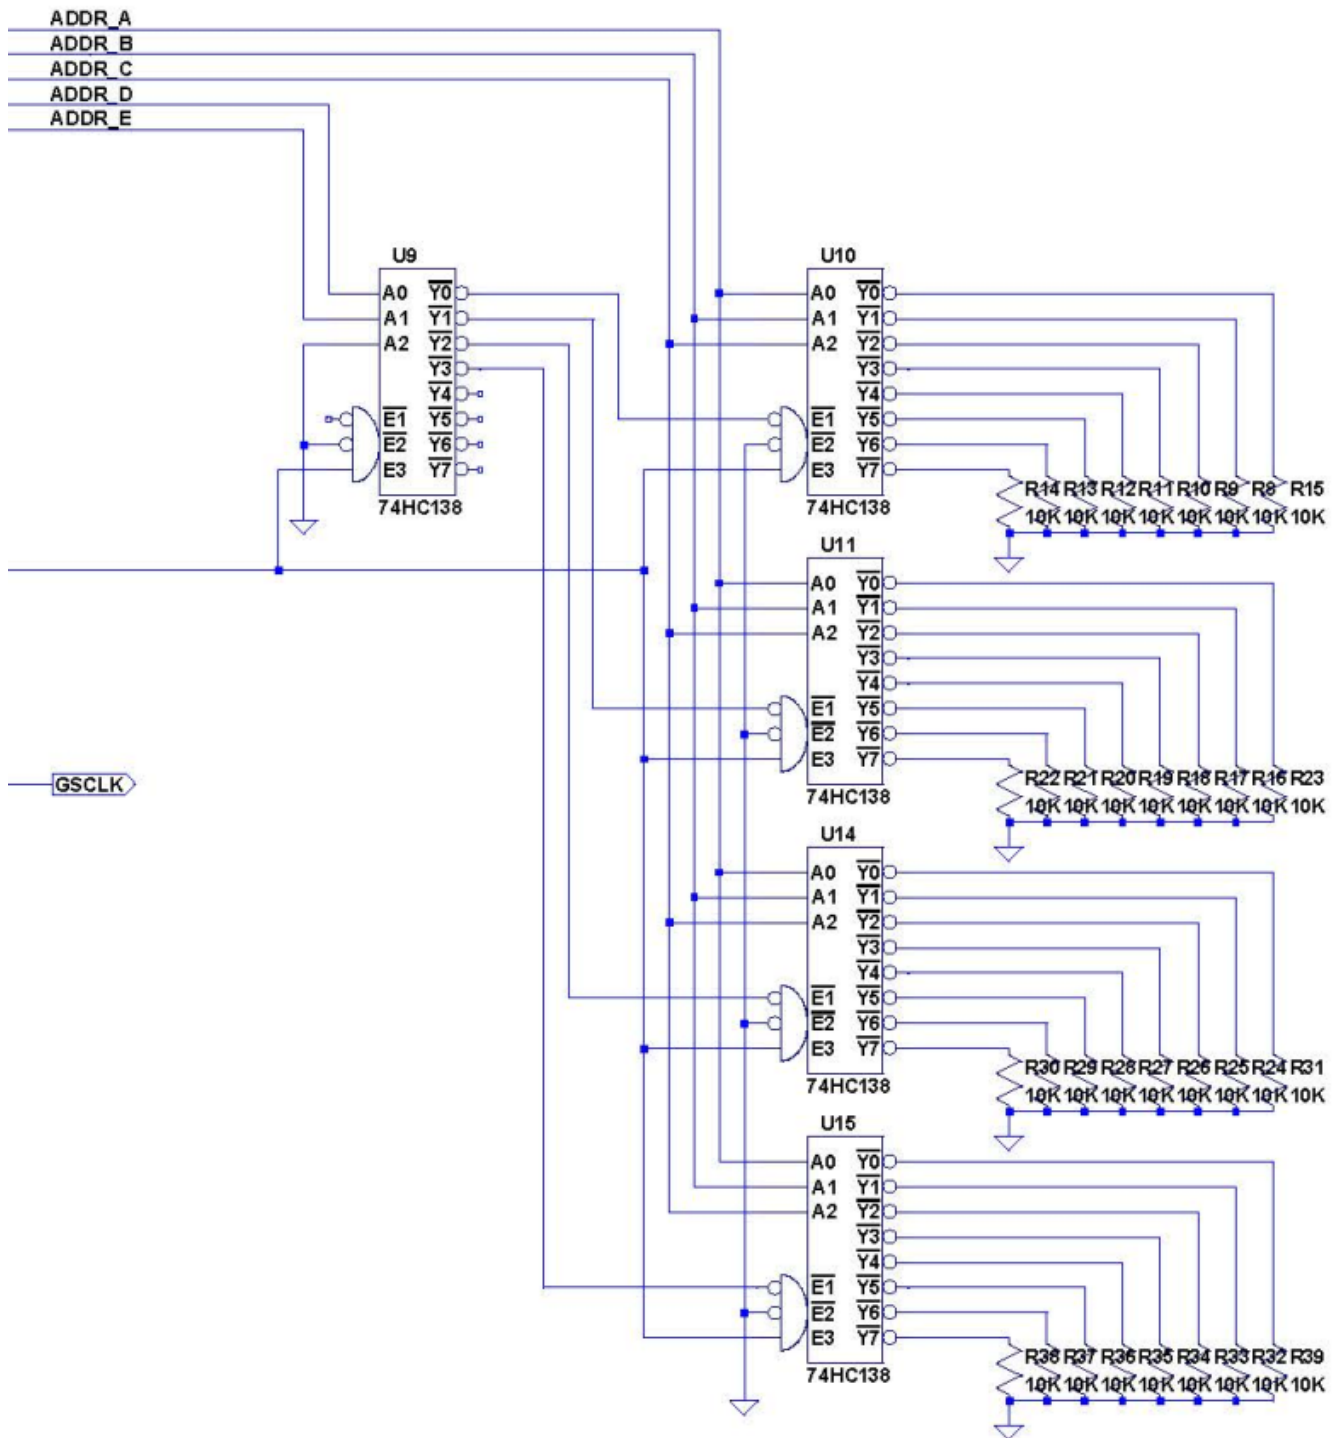 ADDR_A
ADDR_B
ADDR_C
ADDR_D
ADDR_E
U9
A0 Y0
A1 Y1
A2 Y2
Y3
Y4
E1 Y5
E2 Y6
E3 Y7
74HC138
GSCLK
U10
A0 Y0
A1 Y1
A2 Y2
Y3
Y4
E1 Y5
E2 Y6
E3 Y7
74HC138
R14 R13 R12 R11 R10 R9 R8 R15
10K 10K 10K 10K 10K 10K 10K 10K
U11
A0 Y0
A1 Y1
A2 Y2
Y3
Y4
E1 Y5
E2 Y6
E3 Y7
74HC138
R22 R21 R20 R19 R18 R17 R16 R23
10K 10K 10K 10K 10K 10K 10K 10K
U14
A0 Y0
A1 Y1
A2 Y2
Y3
Y4
E1 Y5
E2 Y6
E3 Y7
74HC138
R30 R29 R28 R27 R26 R25 R24 R31
10K 10K 10K 10K 10K 10K 10K 10K
U15
A0 Y0
A1 Y1
A2 Y2
Y3
Y4
E1 Y5
E2 Y6
E3 Y7
74HC138
R38 R37 R36 R35 R34 R33 R32 R39
10K 10K 10K 10K 10K 10K 10K 10K